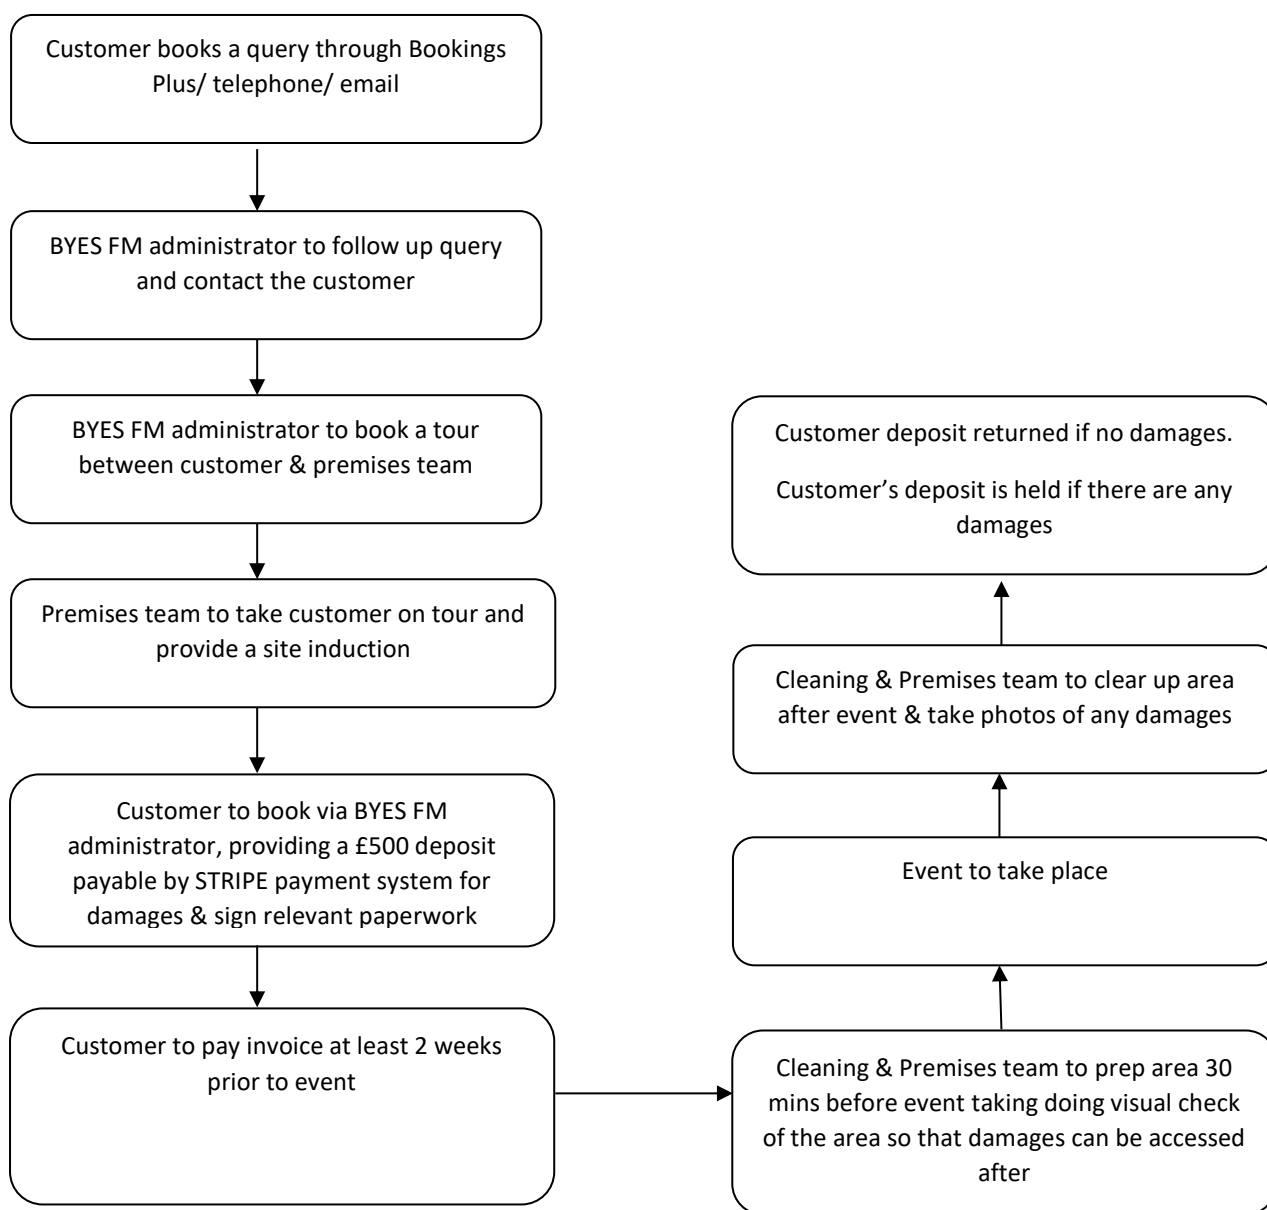 Customer books a query through Bookings
Plus/ telephone/ email
BYES FM administrator to follow up query
and contact the customer
BYES FM administrator to book a tour
between customer & premises team
Premises team to take customer on tour and
provide a site induction
Customer to book via BYES FM
administrator, providing a £500 deposit
payable by STRIPE payment system for
damages & sign relevant paperwork
Customer to pay invoice at least 2 weeks
prior to event
Cleaning & Premises team to prep area 30
mins before event taking doing visual check
of the area so that damages can be accessed
after
Event to take place
Cleaning & Premises team to clear up area
after event & take photos of any damages
Customer deposit returned if no damages.
Customer’s deposit is held if there are any
damages